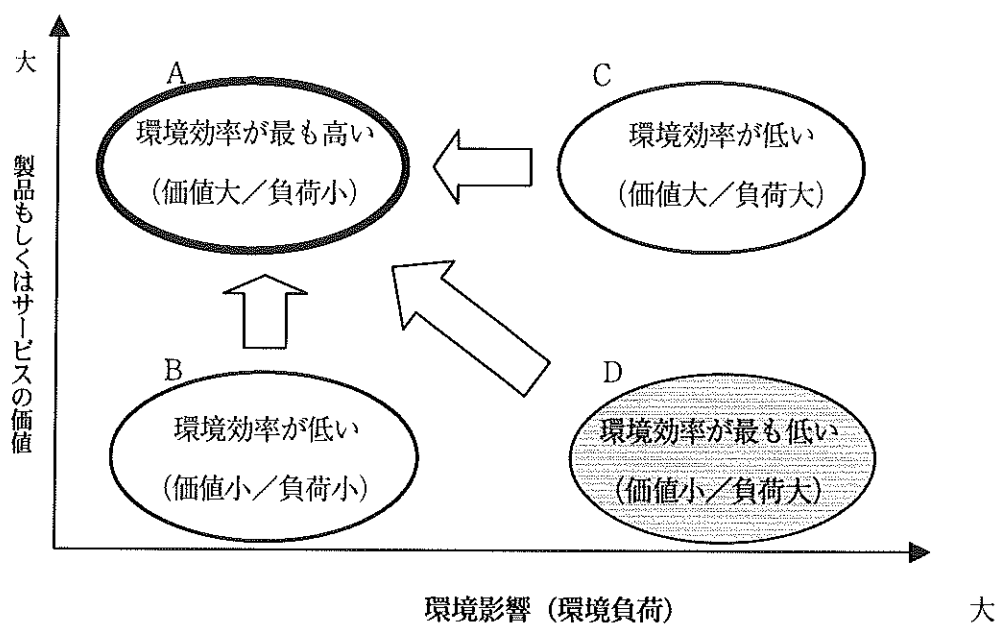 大
A
環境効率が最も高い
(価値大／負荷小)
C
環境効率が低い
(価値大／負荷大)
製品もしくはサービスの価値
B
環境効率が低い
(価値小／負荷小)
D
環境効率が最も低い
(価値小／負荷大)
環境影響（環境負荷）
大